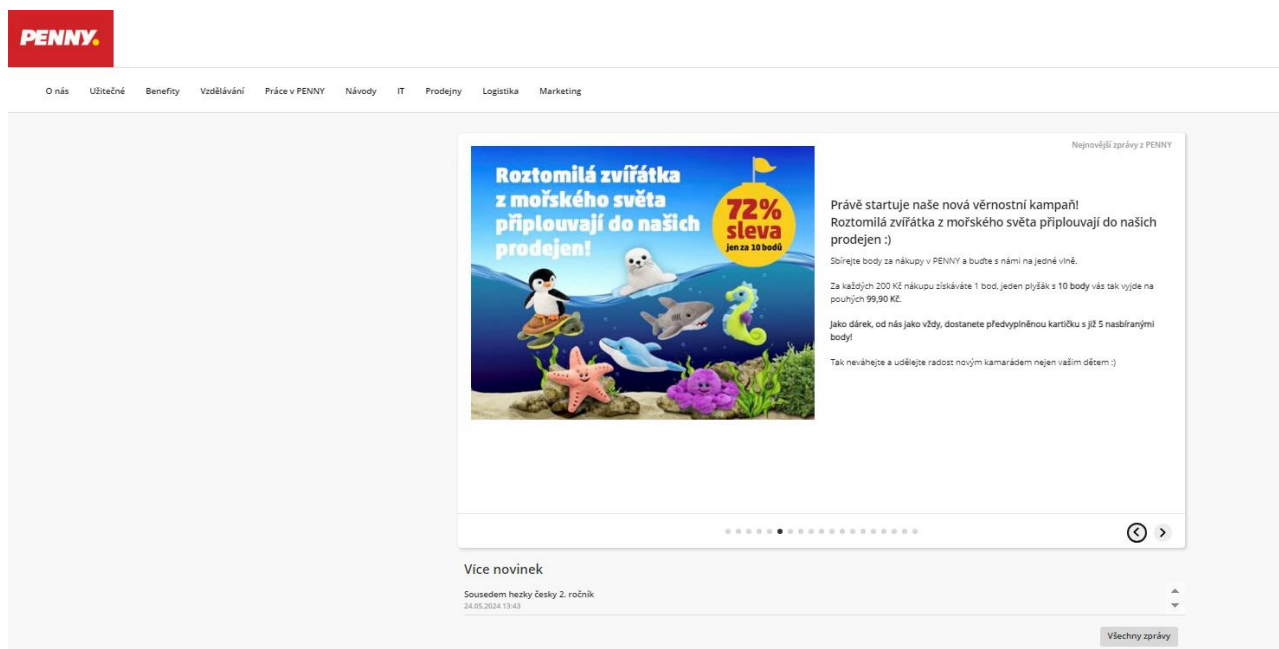 PENNY.
O nás Užitečné Benefity Vzdělávání Práce v PENNY Návody IT Prodejny Logistika Marketing
Nejnovější zprávy z PENNY
Roztomilá zvířátka
z mořského světa
připlouvají do našich
prodejen!
72%
sleva
jen za 10 bodů
Právě startuje naše nová věrnostní kampaň!
Roztomilá zvířátka z mořského světa připlouvají do našich
prodejen :)
Sbírejte body za nákupy v PENNY a buďte s námi na jedné vlně.
Za každých 200 Kč nákupu získáváte 1 bod, jeden plyšák s 10 body vás tak vyjde na
pouhých 99,90 Kč.
Jako dárek, od nás jako vždy, dostanete předvyplněnou kartičku s již 5 nasbíranými
body!
Tak neváhejte a udělejte radost novým kamarádem nejen vašim dětem :)
Více novinek
Sousedem hezky česky 2. ročník
24.05.2024 13:43
Všechny zprávy